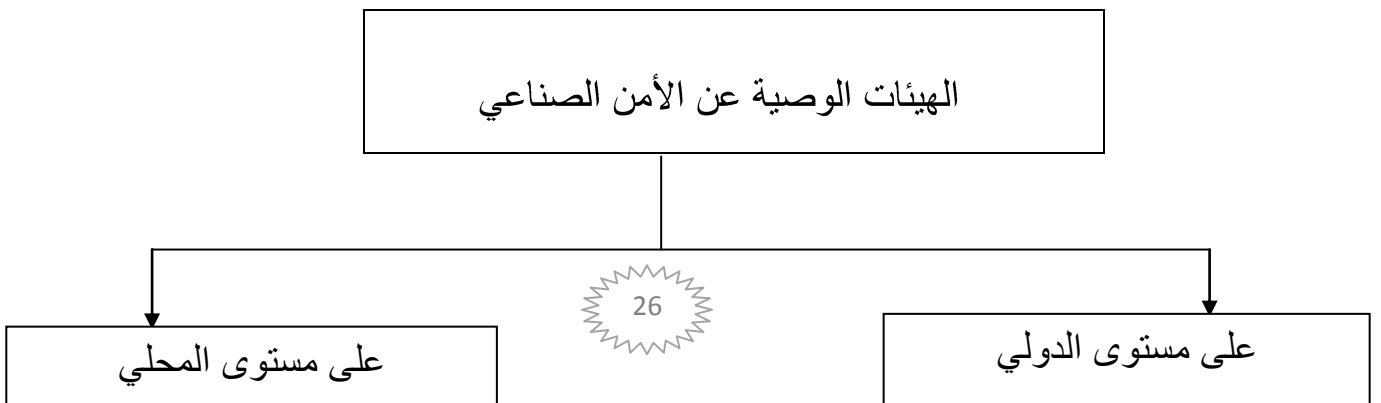 الهيئات الوصية عن الأمن الصناعي
26
على مستوى الدولي
على مستوى المحلي